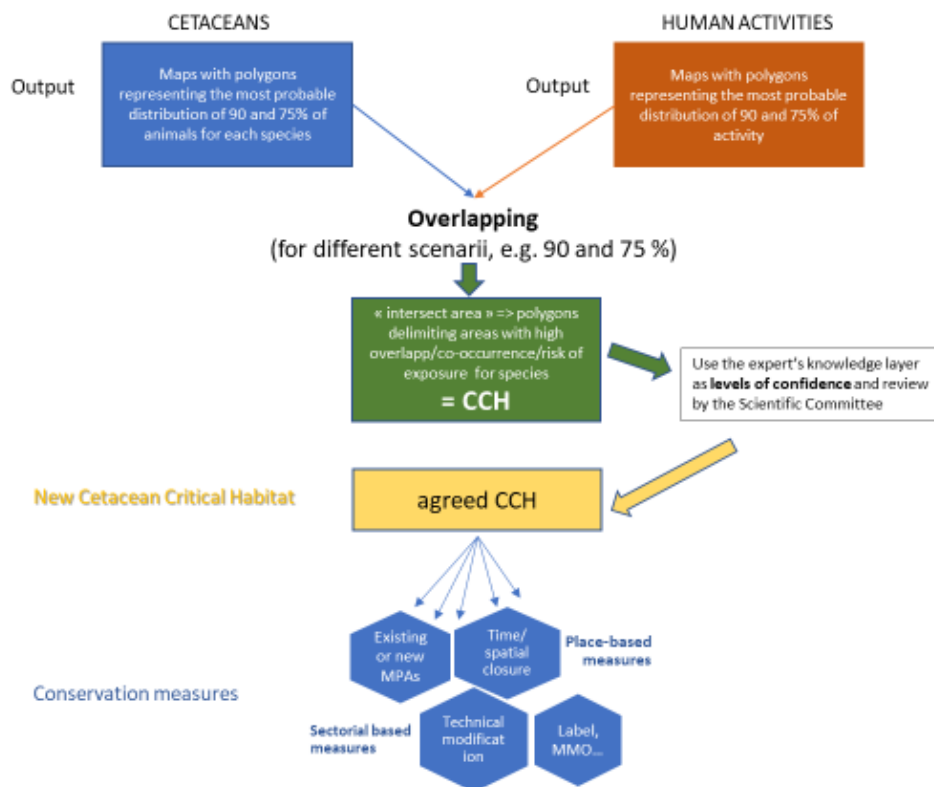 CETACEANS
HUMAN ACTIVITIES
Output
Maps with polygons
representing the most probable
distribution of 90 and 75% of
animals for each species
Output
Maps with polygons
representing the most probable
distribution of 90 and 75% of
activity
Overlapping
(for different scenarii, e.g. 90 and 75 %)
« intersect area » => polygons
delimiting areas with high
overlapp/co-occurrence/risk of
exposure for species
= CCH
Use the expert's knowledge layer
as levels of confidence and review
by the Scientific Committee
New Cetacean Critical Habitat
agreed CCH
Existing
or new
MPAs
Time/
spatial
closure
Place-based
measures
Conservation measures
Sectorial based
measures
Technical
modificat
ion
Label,
MMO...